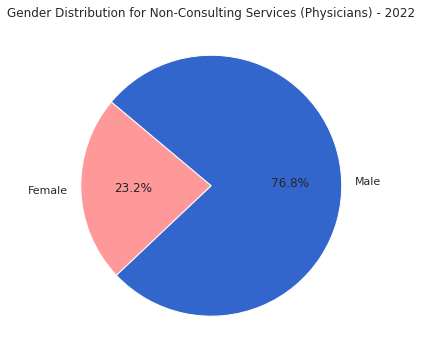 Gender Distribution for Non-Consulting Services (Physicians) - 2022
Female
23.2%
76.8%
Male